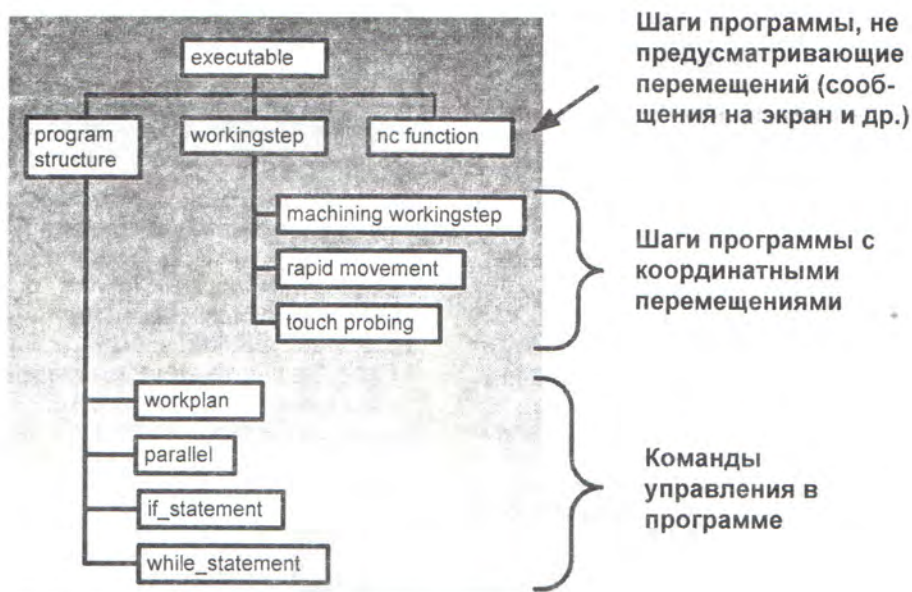 executable
program
structure
workingstep
nc function
machining workingstep
rapid movement
touch probing
workplan
parallel
if_statement
while_statement
Шаги программы, не
предусматривающие
перемещений (сооб-
щения на экран и др.)
Шаги программы с
координатными
перемещениями
Команды
управления в
программе